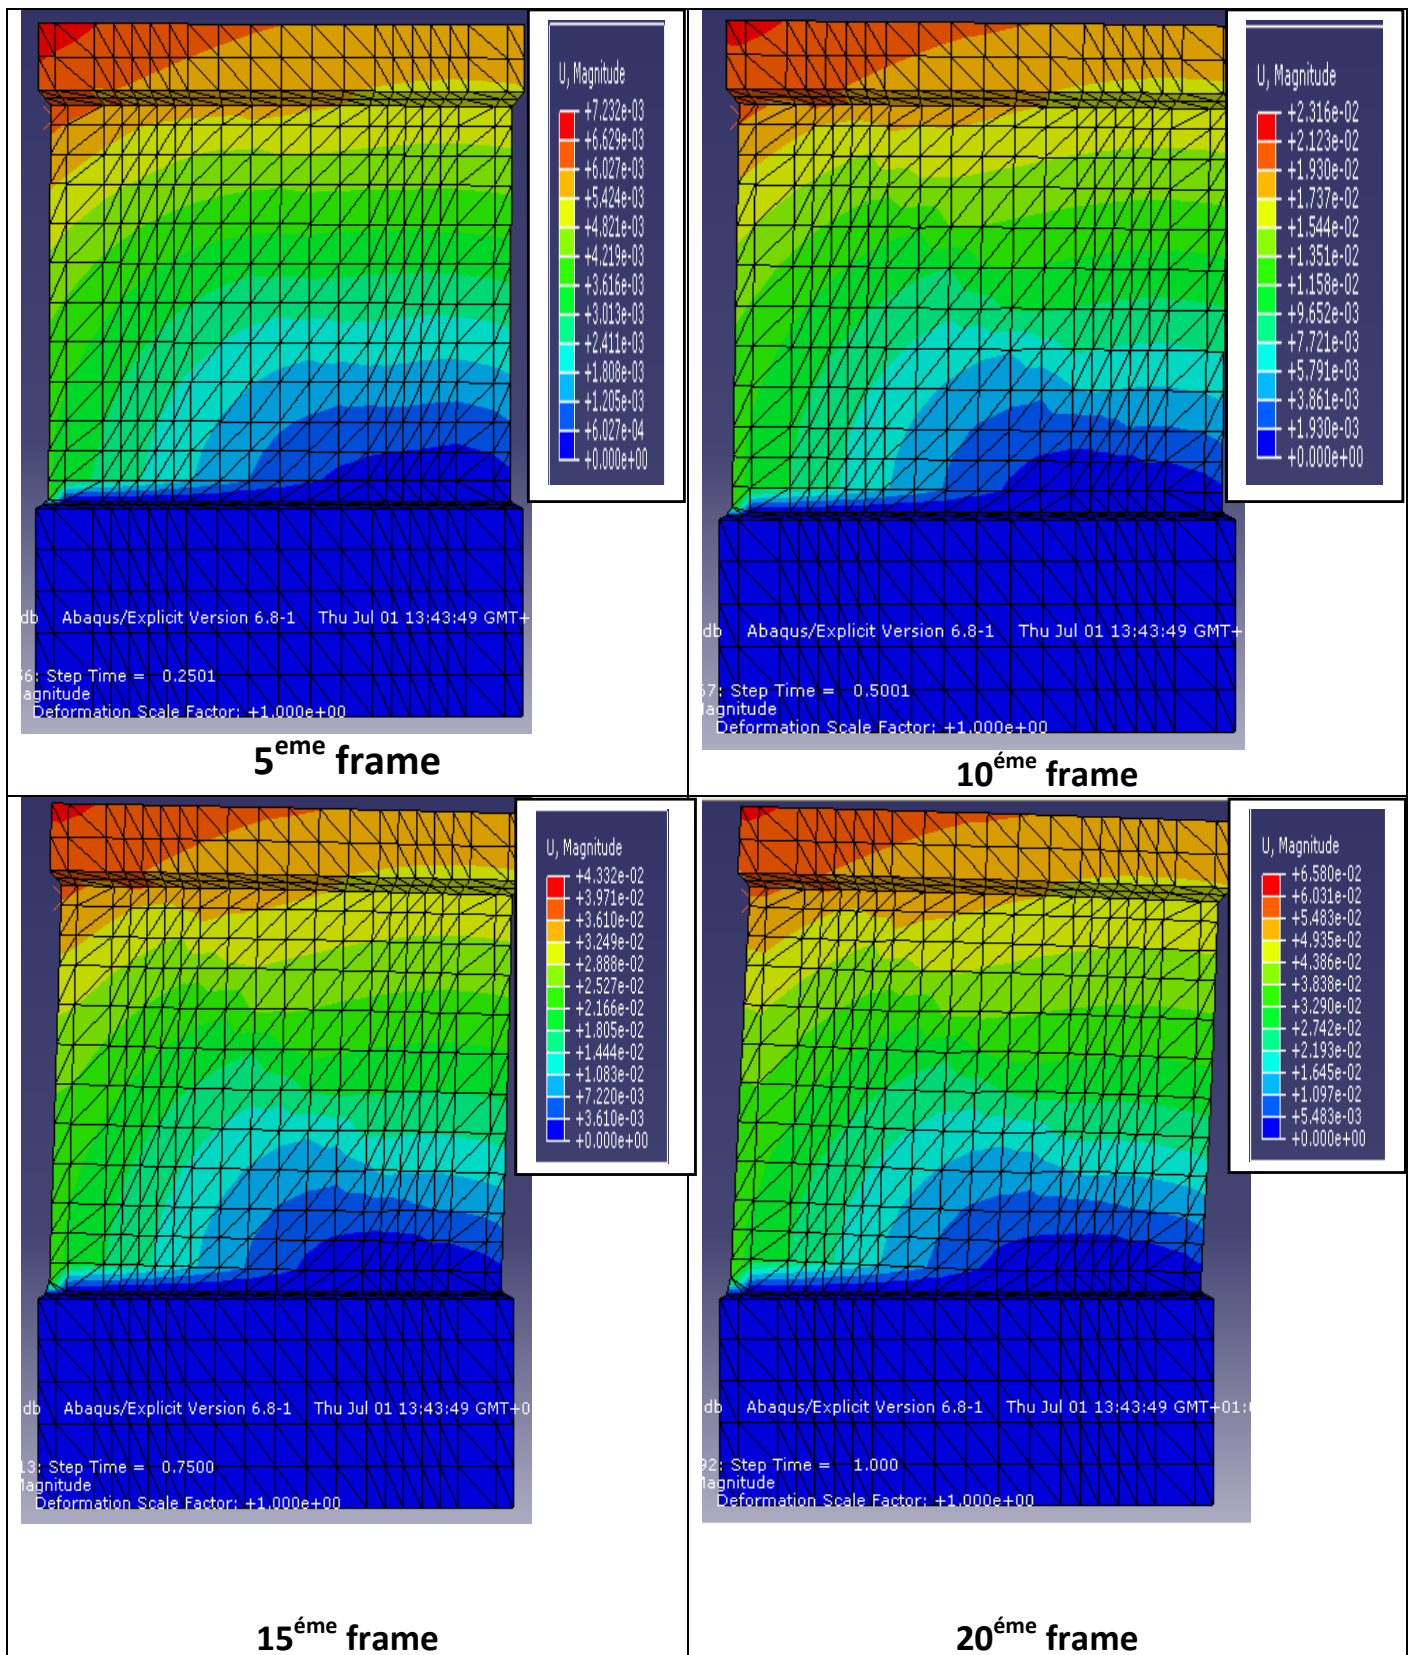 U, Magnitude
+7.232e-03
+6.629e-03
+6.027e-03
+5.424e-03
+4.821e-03
+4.219e-03
+3.616e-03
+3.013e-03
+2.411e-03
+1.808e-03
+1.205e-03
+6.027e-04
+0.000e+00
db Abaqus/Explicit Version 6.8-1 Thu Jul 01 13:43:49 GMT+
56: Step Time = 0.2501
agnitude
Deformation Scale Factor: +1.000e+00
5eme frame
U, Magnitude
+2.316e-02
+2.123e-02
+1.930e-02
+1.737e-02
+1.544e-02
+1.351e-02
+1.158e-02
+9.652e-03
+7.721e-03
+5.791e-03
+3.861e-03
+1.930e-03
+0.000e+00
db Abaqus/Explicit Version 6.8-1 Thu Jul 01 13:43:49 GMT+
57: Step Time = 0.5001
Magnitude
Deformation Scale Factor: +1.000e+00
10éme frame
U, Magnitude
+4.332e-02
+3.971e-02
+3.610e-02
+3.249e-02
+2.888e-02
+2.527e-02
+2.166e-02
+1.805e-02
+1.444e-02
+1.083e-02
+7.220e-03
+3.610e-03
+0.000e+00
db Abaqus/Explicit Version 6.8-1 Thu Jul 01 13:43:49 GMT+0
13: Step Time = 0.7500
Magnitude
Deformation Scale Factor: +1.000e+00
15éme frame
U, Magnitude
+6.580e-02
+6.031e-02
+5.483e-02
+4.935e-02
+4.386e-02
+3.838e-02
+3.290e-02
+2.742e-02
+2.193e-02
+1.645e-02
+1.097e-02
+5.483e-03
+0.000e+00
db Abaqus/Explicit Version 6.8-1 Thu Jul 01 13:43:49 GMT+01:
92: Step Time = 1.000
Magnitude
Deformation Scale Factor: +1.000e+00
20éme frame